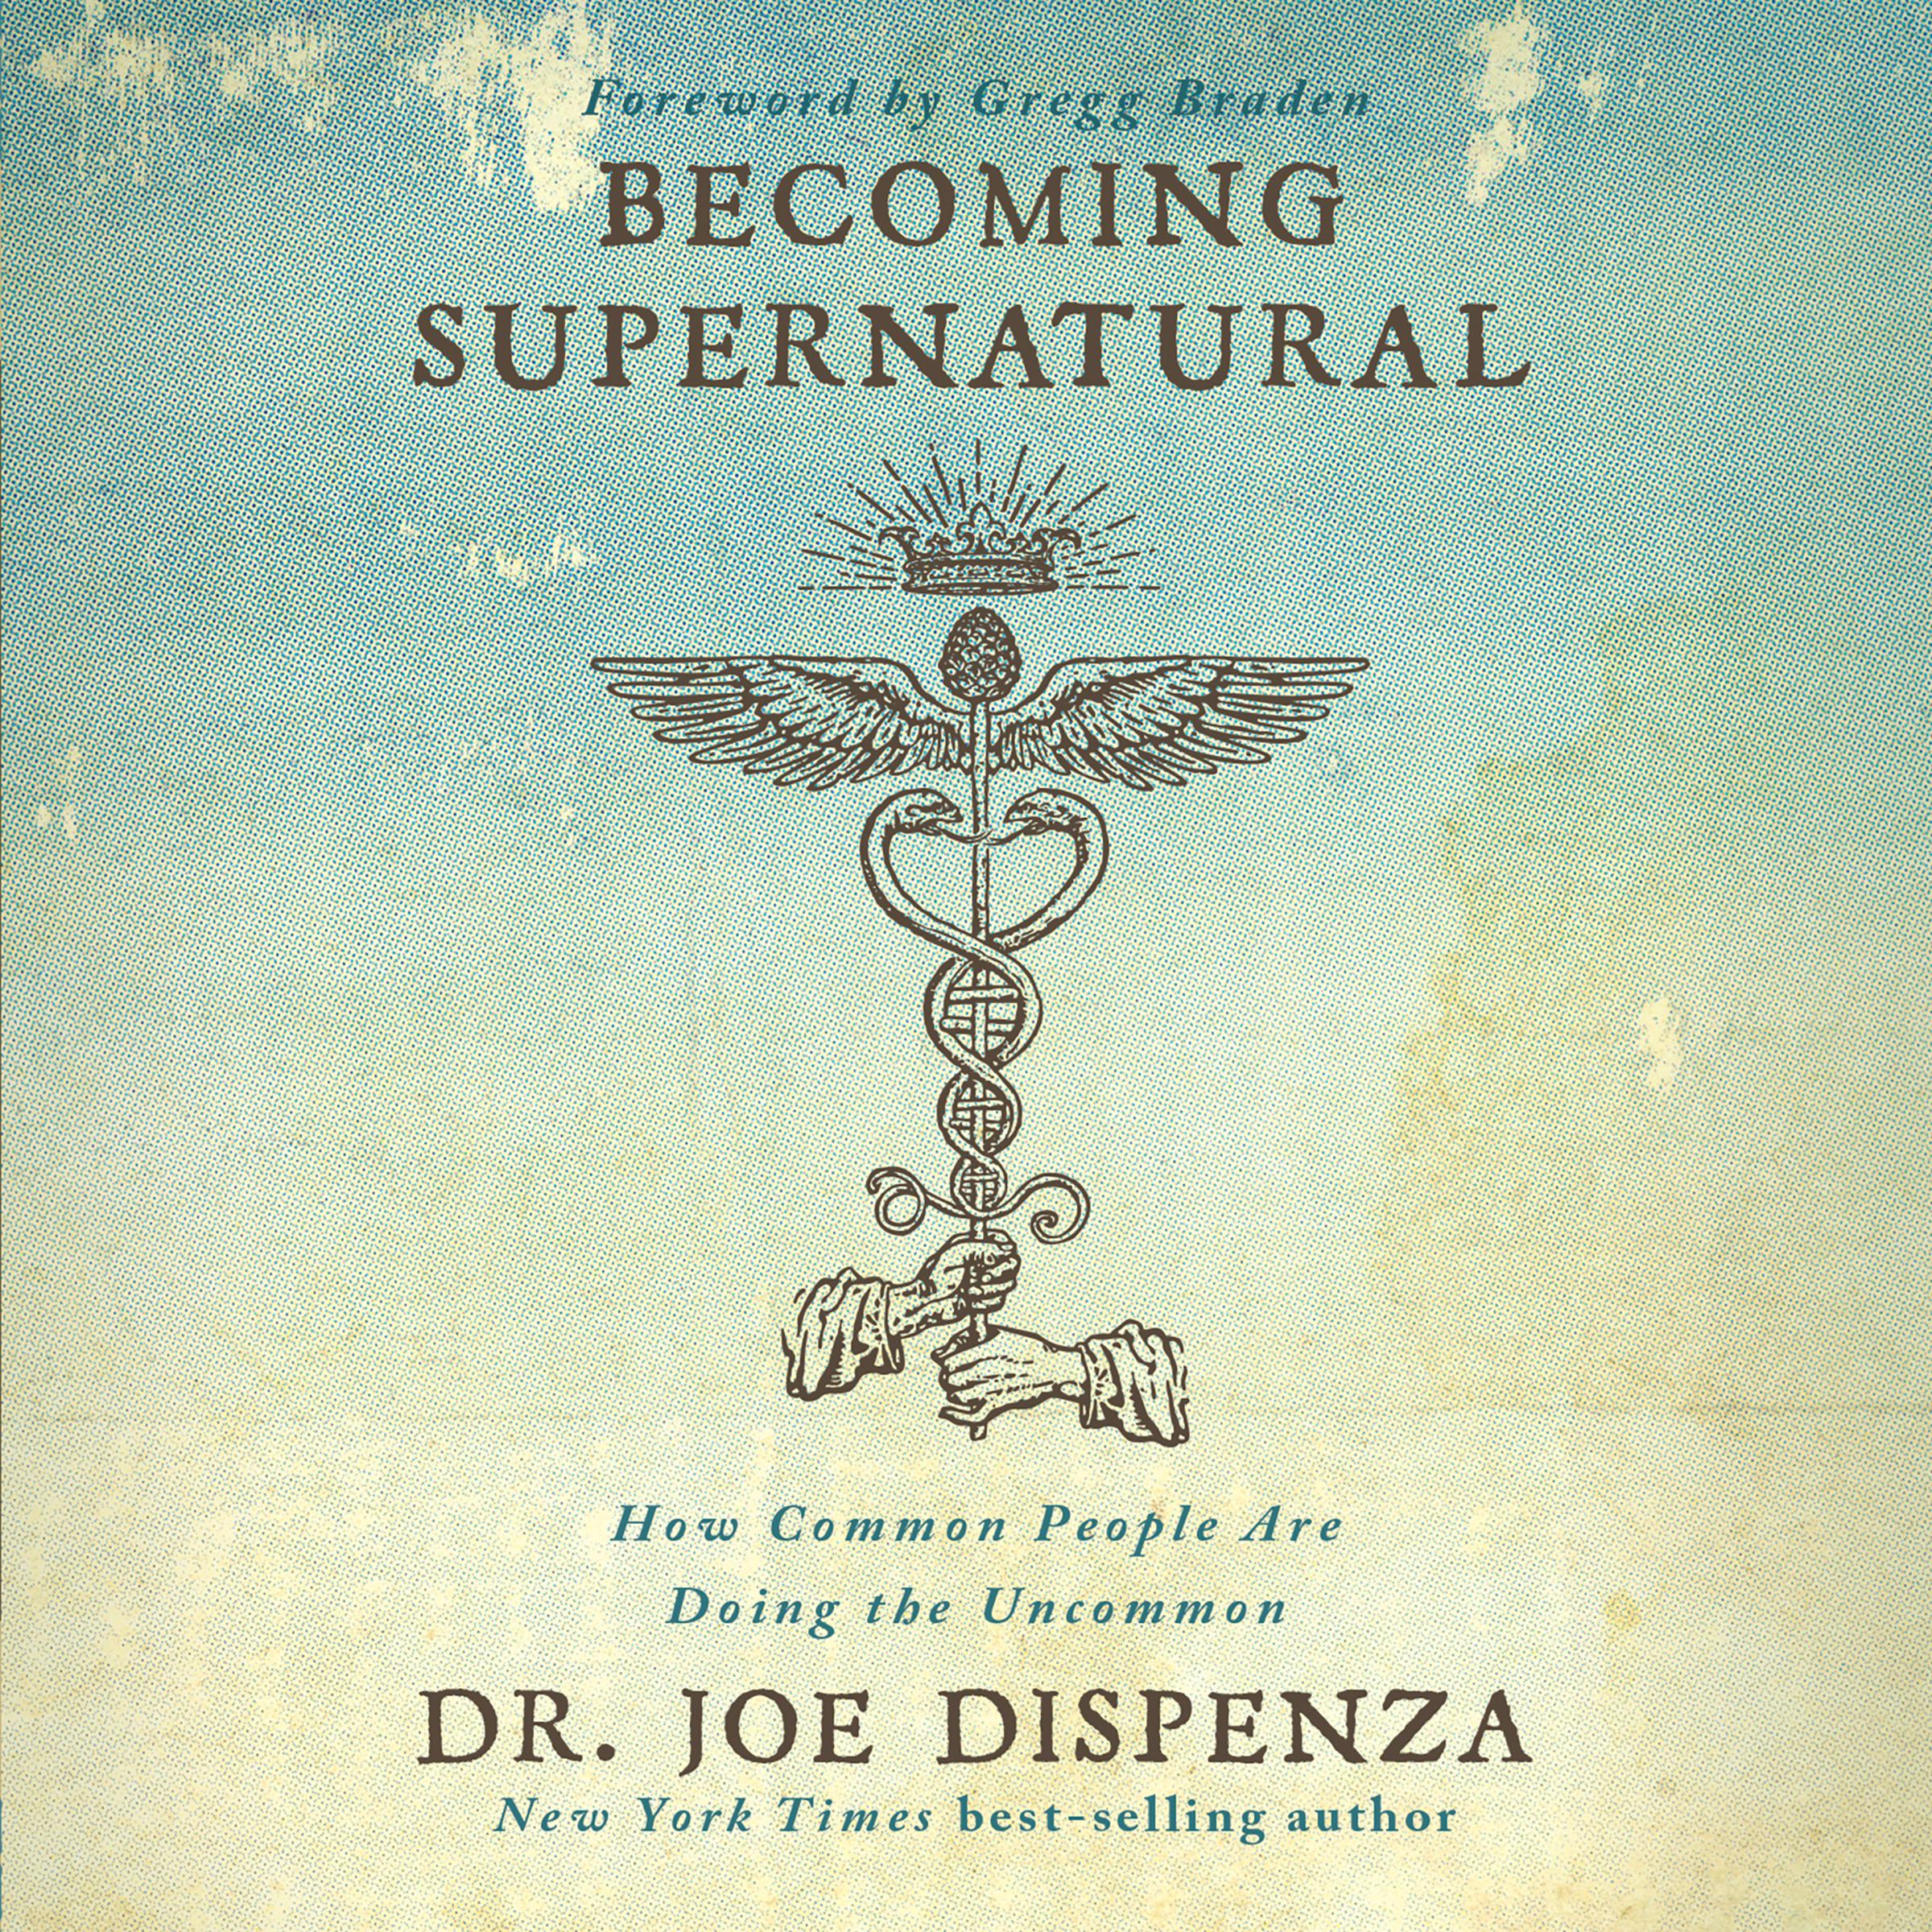 Foreword by Gregg Braden
BECOMING
SUPERNATURAL
How Common People Are
Doing the Uncommon
DR. JOE DISPENZA
New York Times best-selling author